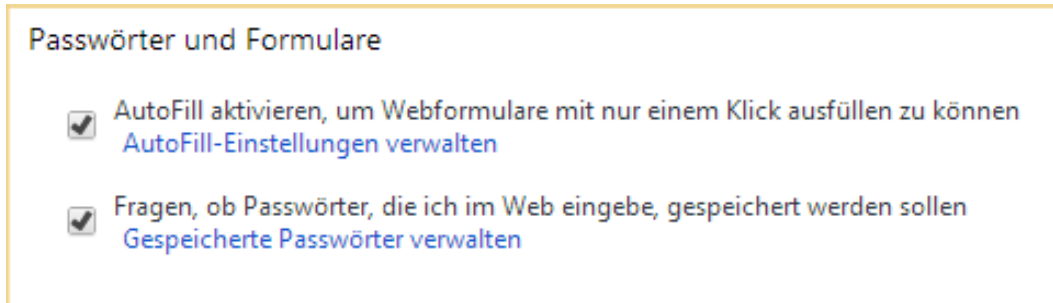 Passwörter und Formulare
AutoFill aktivieren, um Webformulare mit nur einem Klick ausfüllen zu können
AutoFill-Einstellungen verwalten
Fragen, ob Passwörter, die ich im Web eingebe, gespeichert werden sollen
Gespeicherte Passwörter verwalten